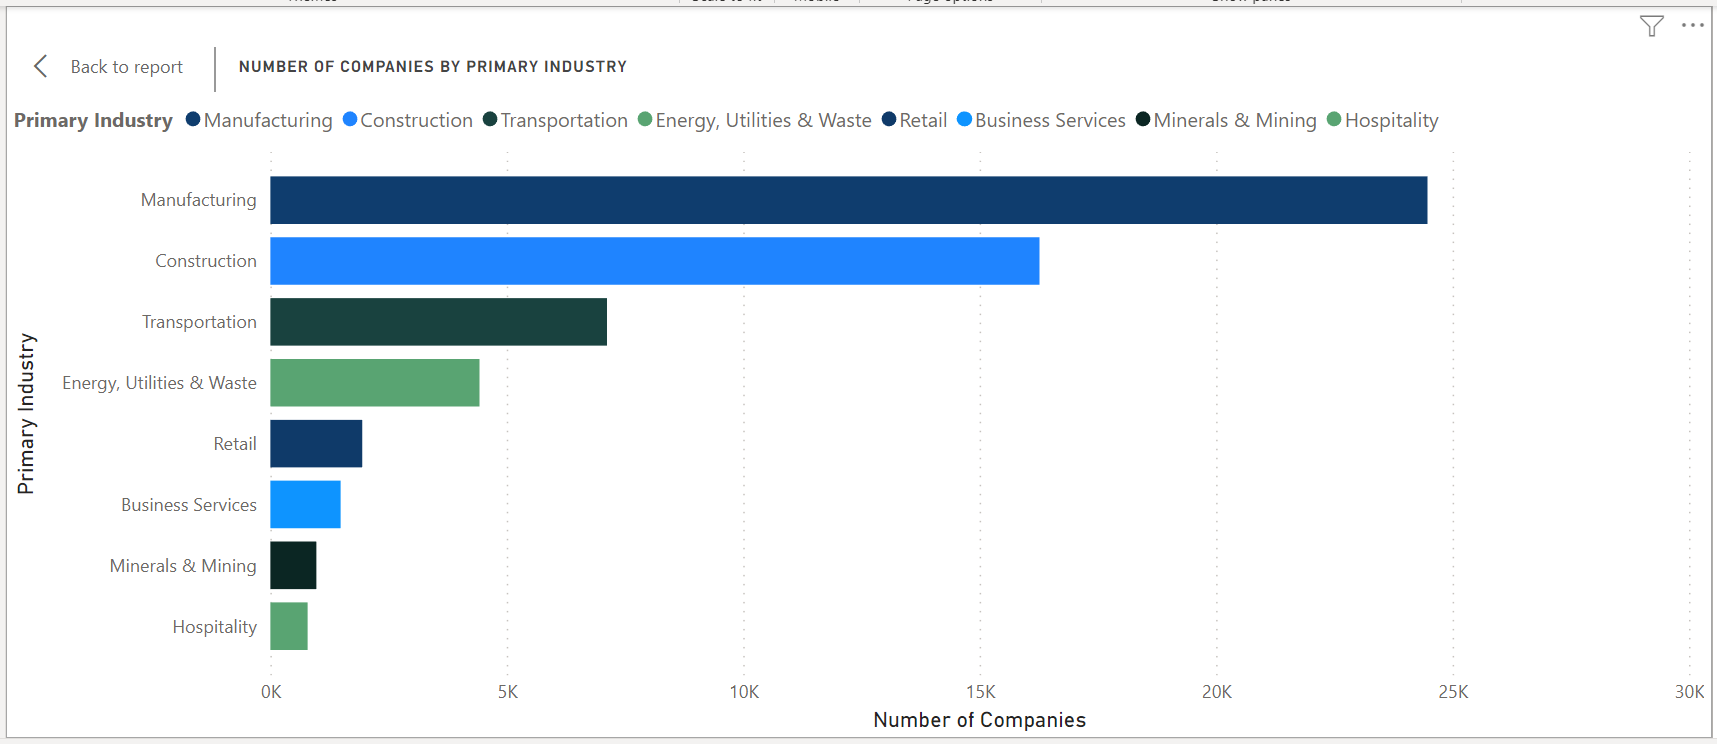 Back to report
NUMBER OF COMPANIES BY PRIMARY INDUSTRY
Primary Industry Manufacturing Construction Transportation Energy, Utilities & Waste Retail Business Services Minerals & Mining Hospitality
Primary Industry
Manufacturing
Construction
Transportation
Energy, Utilities & Waste
Retail
Business Services
Minerals & Mining
Hospitality
0K 5K 10K 15K 20K 25K 30K
Number of Companies